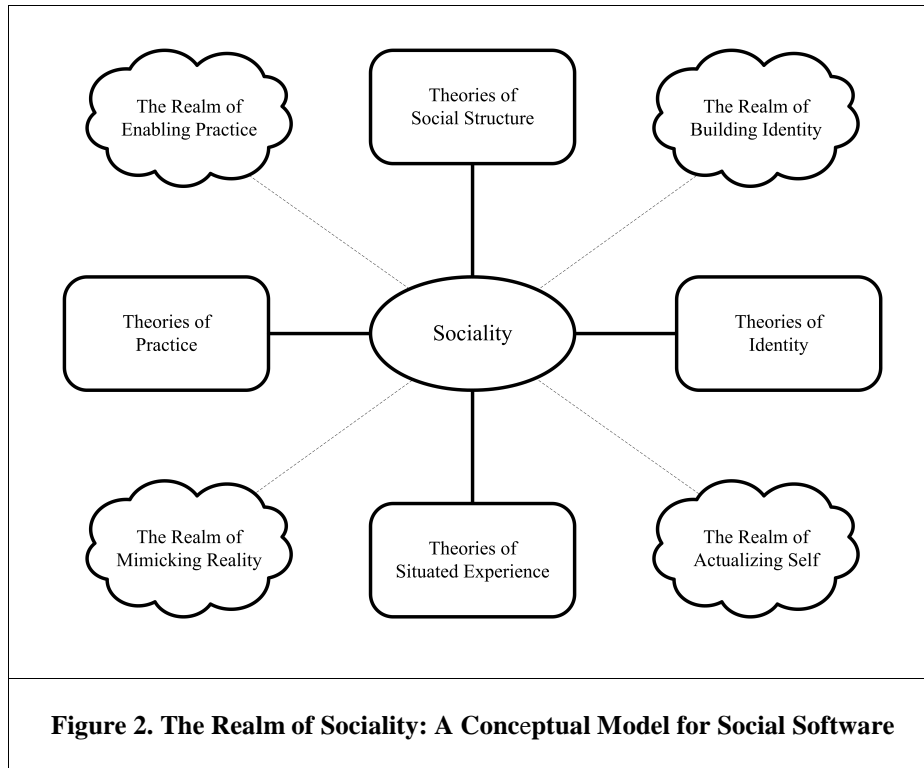 The Realm of
Enabling Practice
Theories of
Social Structure
The Realm of
Building Identity
Theories of
Practice
Sociality
Theories of
Identity
The Realm of
Mimicking Reality
Theories of
Situated Experience
The Realm of
Actualizing Self
Figure 2. The Realm of Sociality: A Conceptual Model for Social Software